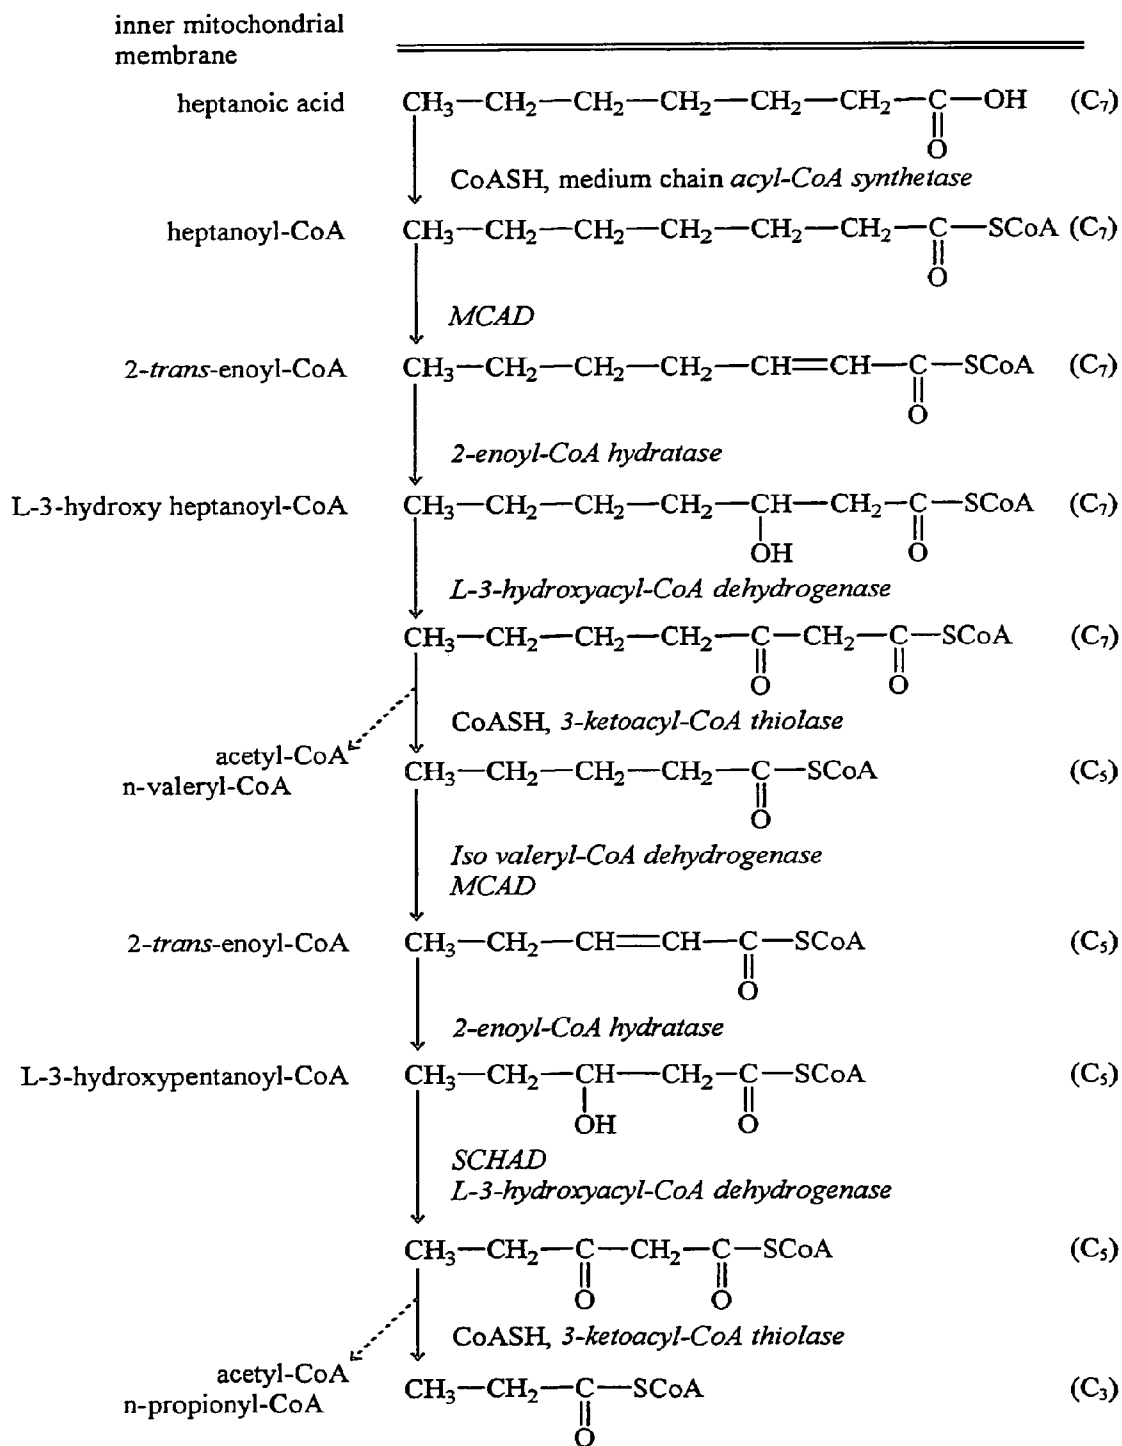 inner mitochondrial
membrane
heptanoic acid CH₃—CH₂—CH₂—CH₂—CH₂—CH₂—C—OH (C₇)
O
CoASH, medium chain acyl-CoA synthetase
heptanoyl-CoA CH₃—CH₂—CH₂—CH₂—CH₂—CH₂—C—SCoA (C₇)
O
MCAD
2-trans-enoyl-CoA CH₃—CH₂—CH₂—CH₂—CH=CH—C—SCoA (C₇)
O
2-enoyl-CoA hydratase
L-3-hydroxy heptanoyl-CoA CH₃—CH₂—CH₂—CH₂—CH—CH₂—C—SCoA (C₇)
OH O
L-3-hydroxyacyl-CoA dehydrogenase
CH₃—CH₂—CH₂—CH₂—C—CH₂—C—SCoA (C₇)
O O
CoASH, 3-ketoacyl-CoA thiolase
acetyl-CoA
n-valeryl-CoA CH₃—CH₂—CH₂—CH₂—C—SCoA (C₅)
O
Iso valeryl-CoA dehydrogenase
MCAD
2-trans-enoyl-CoA CH₃—CH₂—CH=CH—C—SCoA (C₅)
O
2-enoyl-CoA hydratase
L-3-hydroxypentanoyl-CoA CH₃—CH₂—CH—CH₂—C—SCoA (C₅)
OH O
SCHAD
L-3-hydroxyacyl-CoA dehydrogenase
CH₃—CH₂—C—CH₂—C—SCoA (C₅)
O O
CoASH, 3-ketoacyl-CoA thiolase
acetyl-CoA
n-propionyl-CoA CH₃—CH₂—C—SCoA (C₃)
O